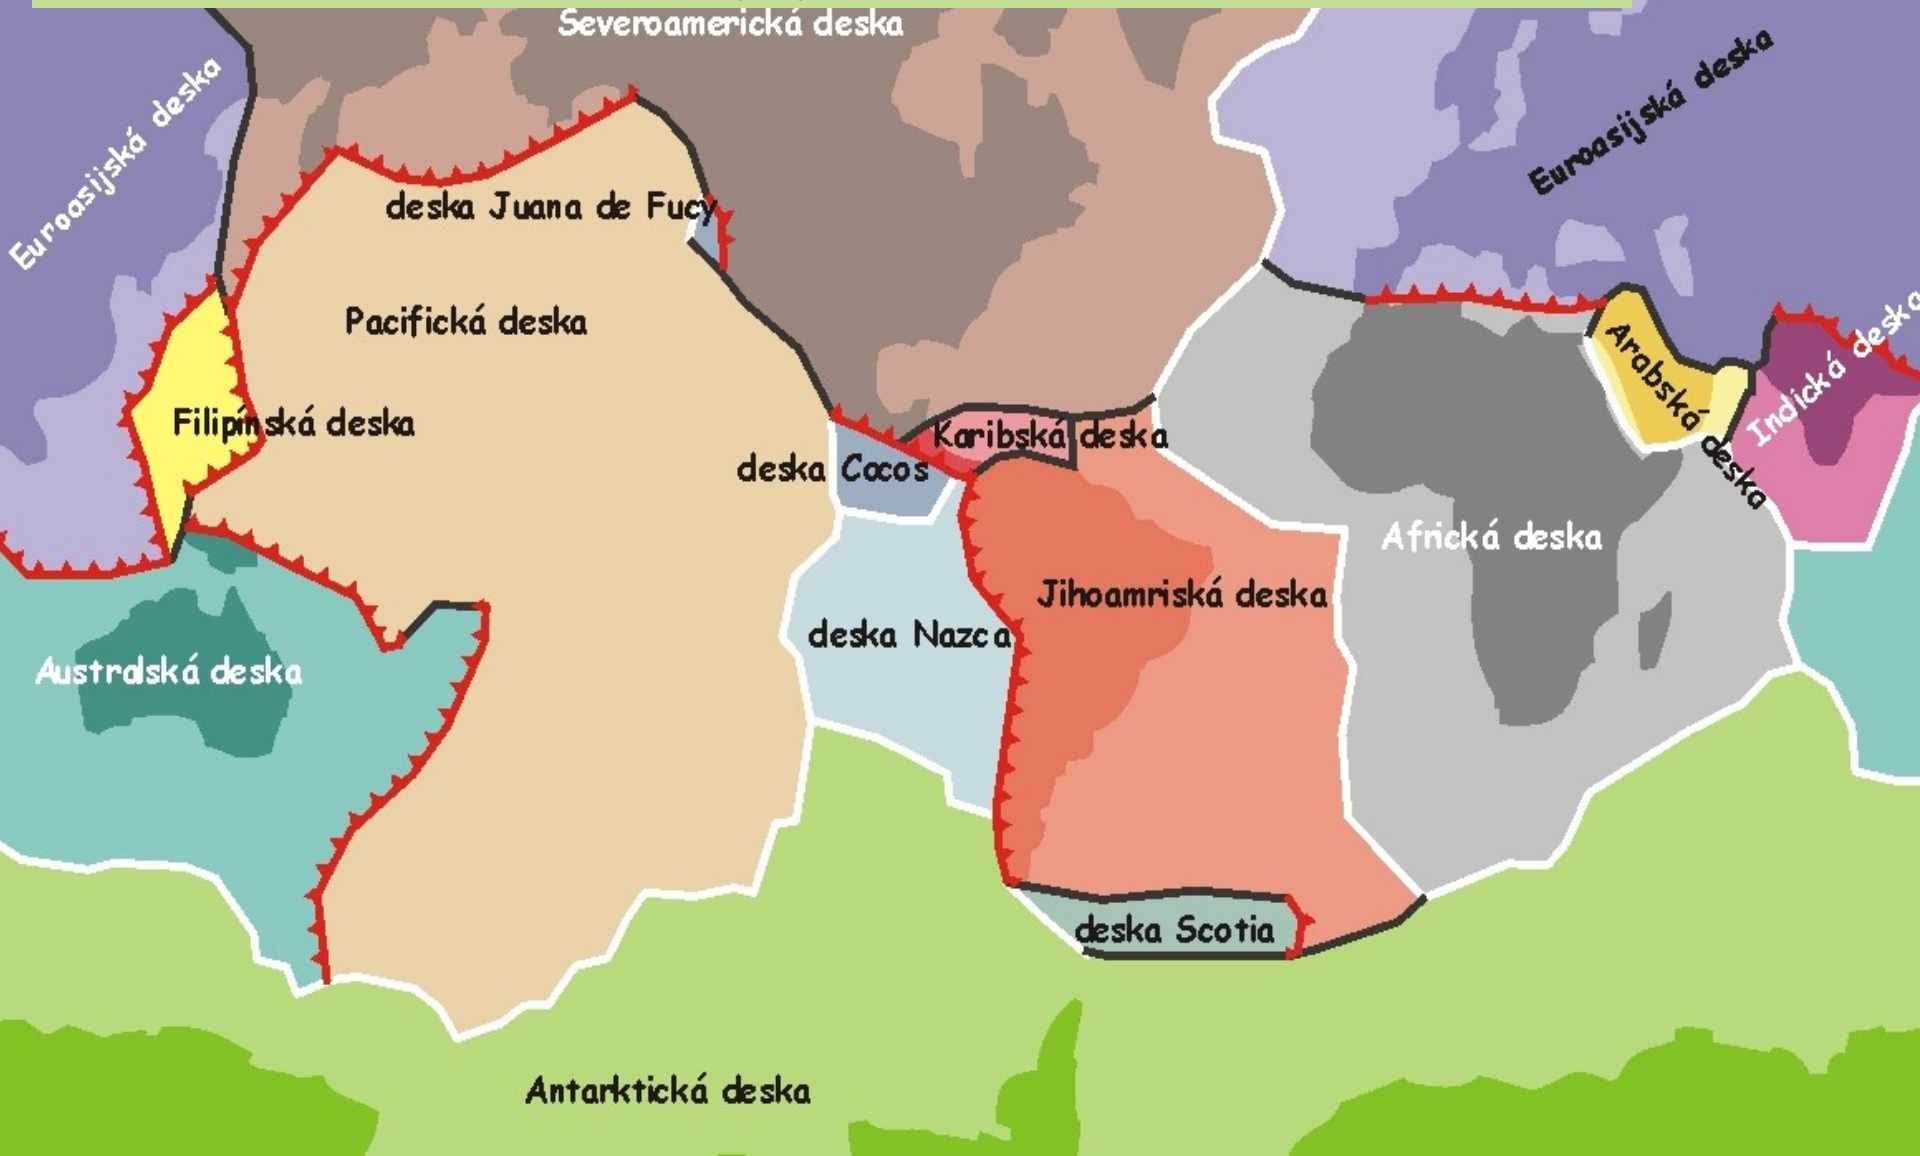 Severoamerická deska
Euroasijská deska
Euroasijská deska
deska Juana de Fucy
Pacifická deska
Filipínská deska
Karibská deska
deska Cocos
Arabská deska
Indická deska
Africká deska
Jihoamriská deska
deska Nazca
Australská deska
deska Scotia
Antarktická deska